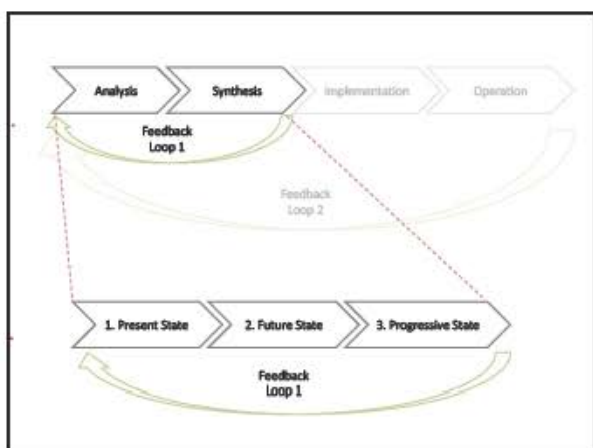 Analysis Synthesis Implementation Operation
Feedback
Loop 1
Feedback
Loop 2
1. Present State 2. Future State 3. Progressive State
Feedback
Loop 1